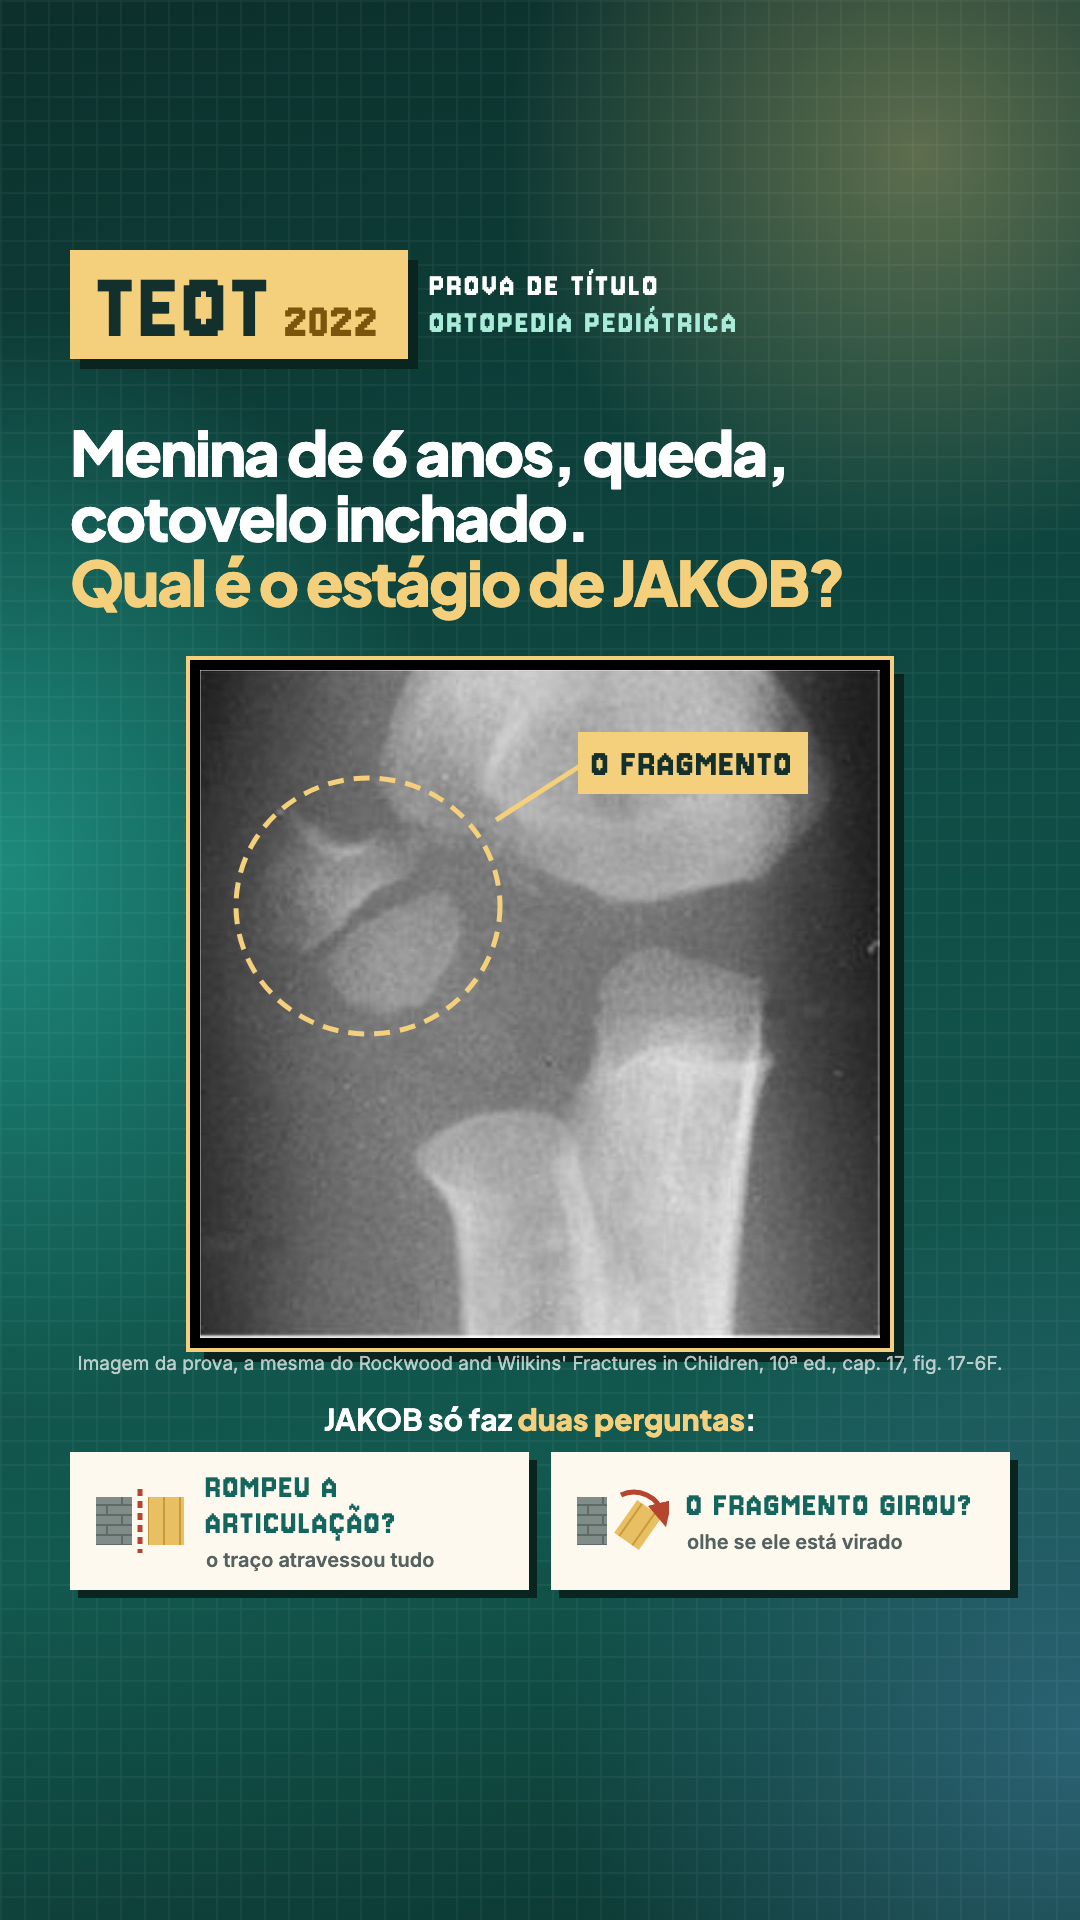 TEOT 2022
PROVA DE TÍTULO
ORTOPEDIA PEDIÁTRICA
Menina de 6 anos, queda,
cotovelo inchado.
Qual é o estágio de JAKOB?
O FRAGMENTO
Imagem da prova, a mesma do Rockwood and Wilkins' Fractures in Children, 10ª ed., cap. 17, fig. 17-6F.
JAKOB só faz duas perguntas:
ROMPEU A
ARTICULAÇÃO?
o traço atravessou tudo
O FRAGMENTO GIROU?
olhe se ele está virado